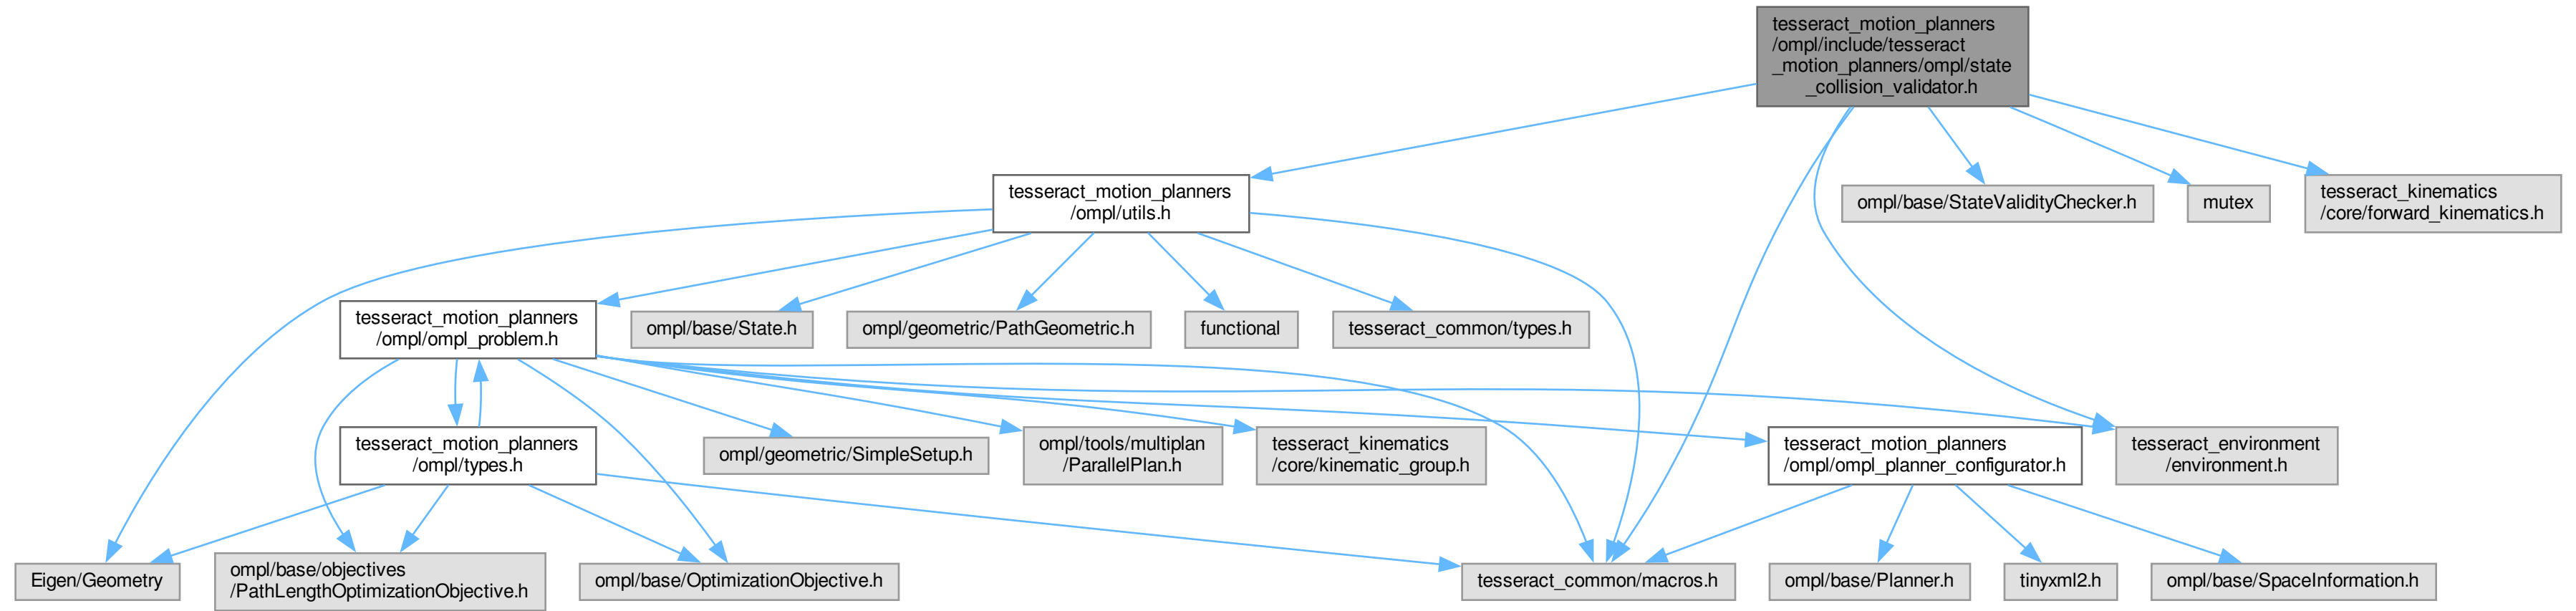 tesseract_motion_planners
/ompl/include/tesseract
_motion_planners/ompl/state
_collision_validator.h
tesseract_motion_planners
/ompl/utils.h
ompl/base/StateValidityChecker.h
mutex
tesseract_kinematics
/core/forward_kinematics.h
tesseract_motion_planners
/ompl/ompl_problem.h
ompl/base/State.h
ompl/geometric/PathGeometric.h
functional
tesseract_common/types.h
tesseract_motion_planners
/ompl/types.h
ompl/geometric/SimpleSetup.h
ompl/tools/multiplan
/ParallelPlan.h
tesseract_kinematics
/core/kinematic_group.h
tesseract_motion_planners
/ompl/ompl_planner_configurator.h
tesseract_environment
/environment.h
Eigen/Geometry
ompl/base/objectives
/PathLengthOptimizationObjective.h
ompl/base/OptimizationObjective.h
tesseract_common/macros.h
ompl/base/Planner.h
tinyxml2.h
ompl/base/SpaceInformation.h